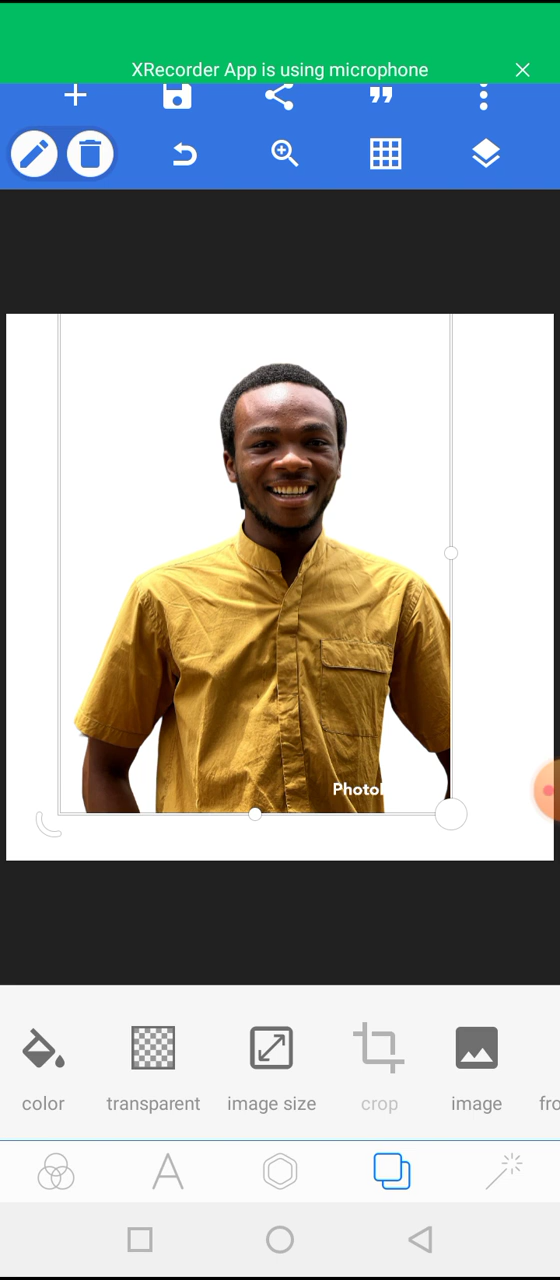 XRecorder App is using microphone
color
transparent
image size
crop
image